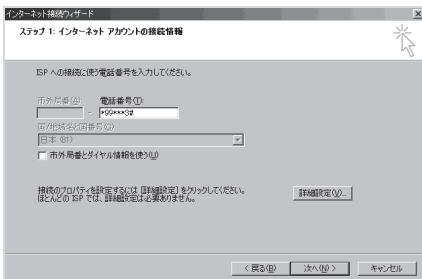 インターネット接続ウィザード
ステップ 1: インターネット アカウントの接続情報
ISP への接続に使う電話番号を入力してください。
市外局番(A): 電話番号(T):
- *99***3#
国/地域名と国番号(C):
日本 (81)
市外局番とダイヤル情報を使う(U)
接続のプロパティを設定するには [詳細設定] をクリックしてください。
ほとんどの ISP では、詳細設定は必要ありません。
詳細設定(V)...
< 戻る(B)
次へ(N) >
キャンセル